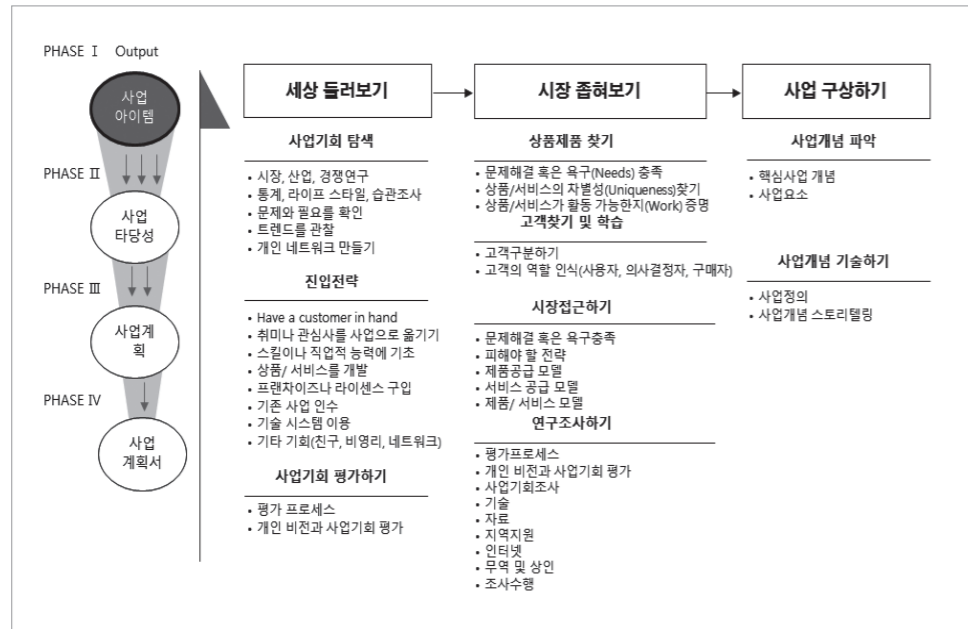 PHASE Ⅰ Output
사업
아이템
PHASE Ⅱ
사업
타당성
PHASE Ⅲ
사업계
획
PHASE Ⅳ
사업
계획서
세상 둘러보기
사업기회 탐색
• 시장, 산업, 경쟁연구
• 통계, 라이프 스타일, 습관조사
• 문제와 필요를 확인
• 트렌드를 관찰
• 개인 네트워크 만들기
진입전략
• Have a customer in hand
• 취미나 관심사를 사업으로 옮기기
• 스킬이나 직업적 능력에 기초
• 상품/ 서비스를 개발
• 프랜차이즈나 라이센스 구입
• 기존 사업 인수
• 기술 시스템 이용
• 기타 기회(친구, 비영리, 네트워크)
사업기회 평가하기
• 평가 프로세스
• 개인 비전과 사업기회 평가
시장 좁혀보기
상품제품 찾기
• 문제해결 혹은 욕구(Needs) 충족
• 상품/서비스의 차별성(Uniqueness)찾기
• 상품/서비스가 활동 가능한지(Work) 증명
고객찾기 및 학습
• 고객구분하기
• 고객의 역할 인식(사용자, 의사결정자, 구매자)
시장접근하기
• 문제해결 혹은 욕구충족
• 피해야 할 전략
• 제품공급 모델
• 서비스 공급 모델
• 제품/ 서비스 모델
연구조사하기
• 평가프로세스
• 개인 비전과 사업기회 평가
• 사업기회조사
• 기술
• 자료
• 지역지원
• 인터넷
• 무역 및 상인
• 조사수행
사업 구상하기
사업개념 파악
• 핵심사업 개념
• 사업요소
사업개념 기술하기
• 사업정의
• 사업개념 스토리텔링